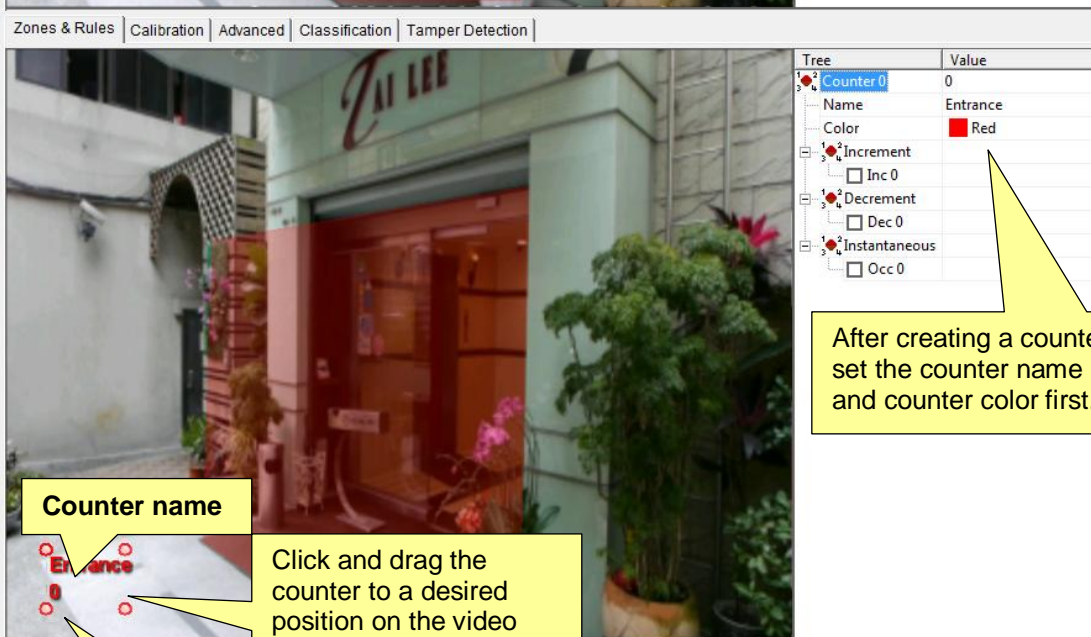 Zones & Rules Calibration Advanced Classification Tamper Detection
TAI LEE
Tree Value
Counter 0 0
Name Entrance
Color Red
Increment
Inc 0
Decrement
Dec 0
Instantaneous
Occ 0
After creating a counte
set the counter name
and counter color first
Counter name
Entrance
0
Click and drag the
counter to a desired
position on the video